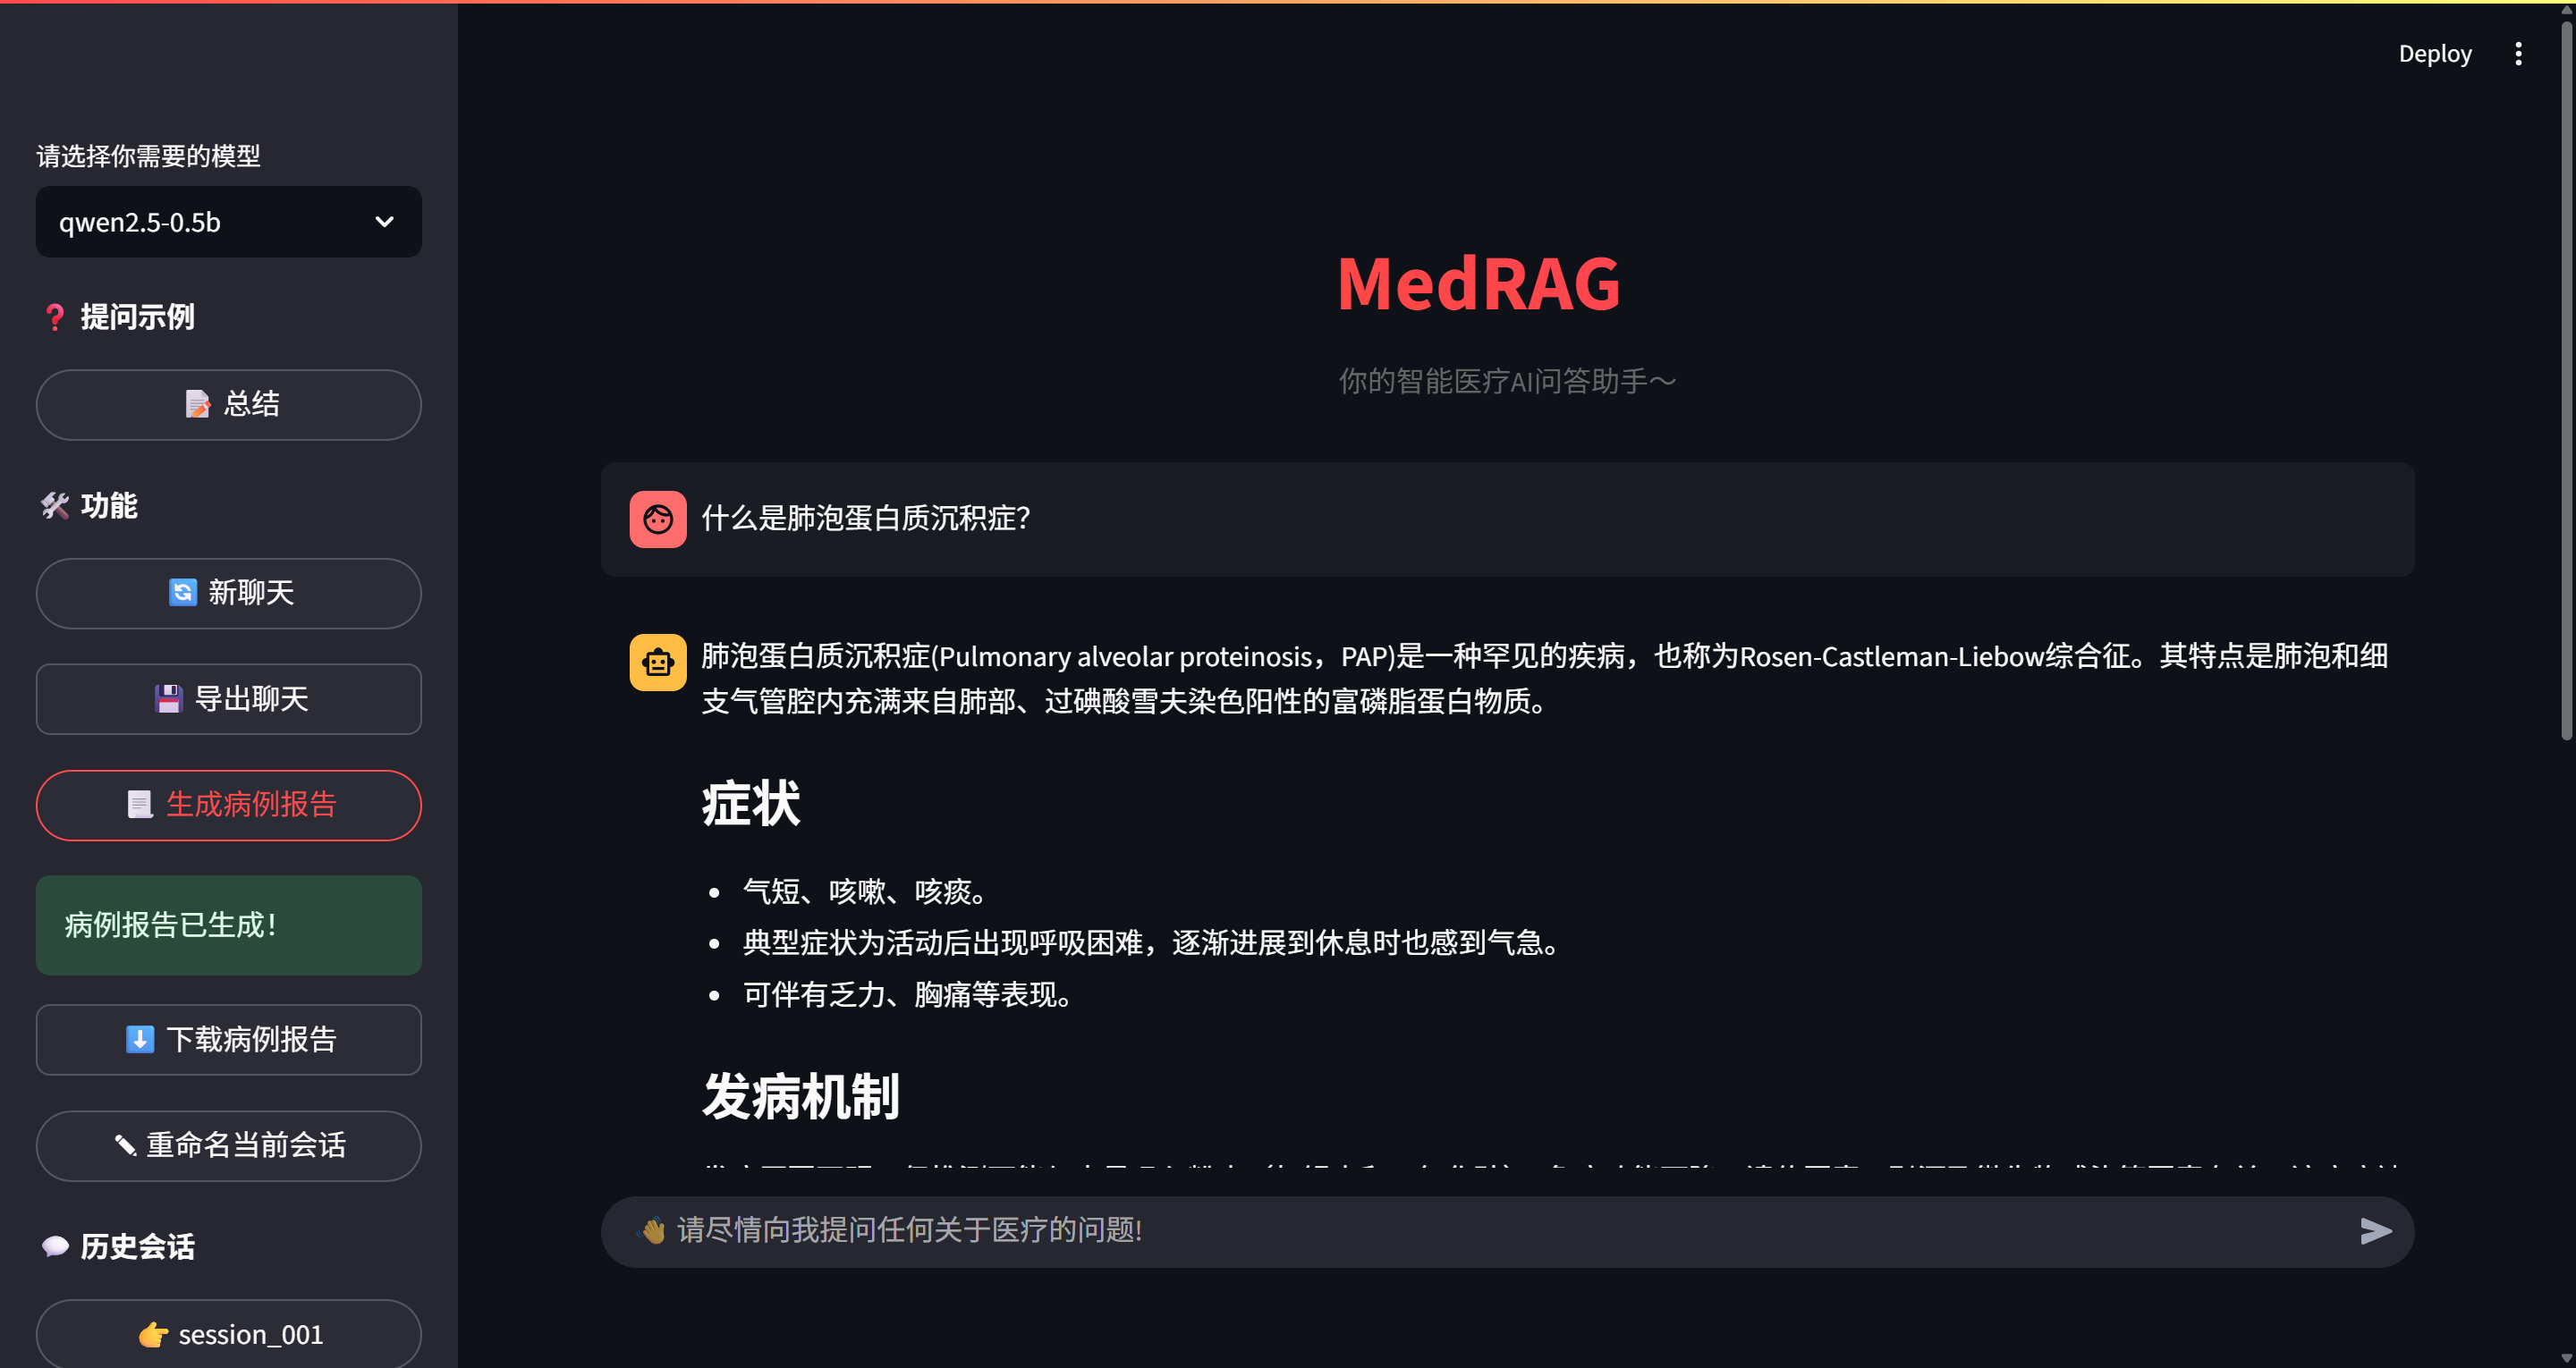 Deploy
请选择你需要的模型
qwen2.5-0.5b
❓ 提问示例
📝 总结
🛠 功能
🔄 新聊天
💾 导出聊天
📃 生成病例报告
病例报告已生成！
⬇️ 下载病例报告
✏️ 重命名当前会话
💬 历史会话
👉 session_001
MedRAG
你的智能医疗AI问答助手～
什么是肺泡蛋白质沉积症？
肺泡蛋白质沉积症(Pulmonary alveolar proteinosis，PAP)是一种罕见的疾病，也称为Rosen-Castleman-Liebow综合征。其特点是肺泡和细
支气管腔内充满来自肺部、过碘酸雪夫染色阳性的富磷脂蛋白物质。
症状
• 气短、咳嗽、咳痰。
• 典型症状为活动后出现呼吸困难，逐渐进展到休息时也感到气急。
• 可伴有乏力、胸痛等表现。
发病机制
👋 请尽情向我提问任何关于医疗的问题!